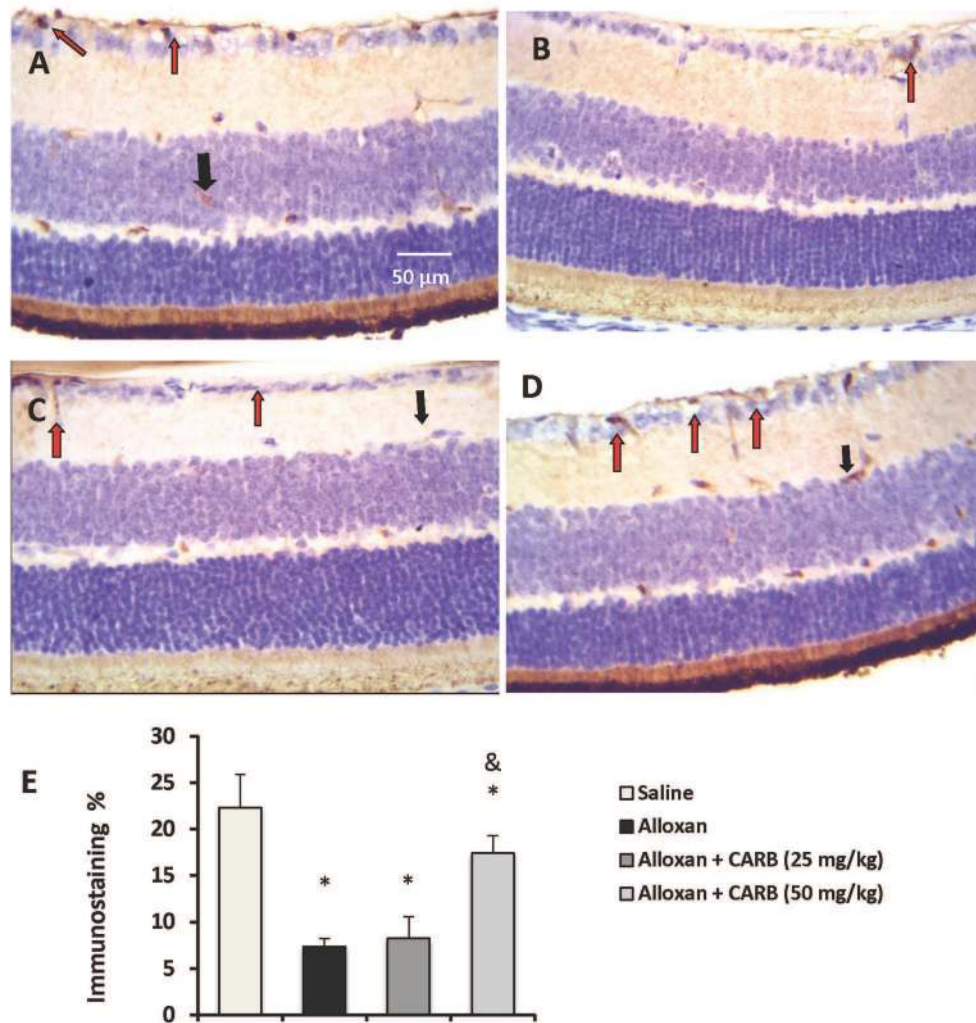 A
B
50 µm
C
D
E
Immunostaining %
30
25
20
15
10
5
0
*
*
&
*
Saline
Alloxan
Alloxan + CARB (25 mg/kg)
Alloxan + CARB (50 mg/kg)